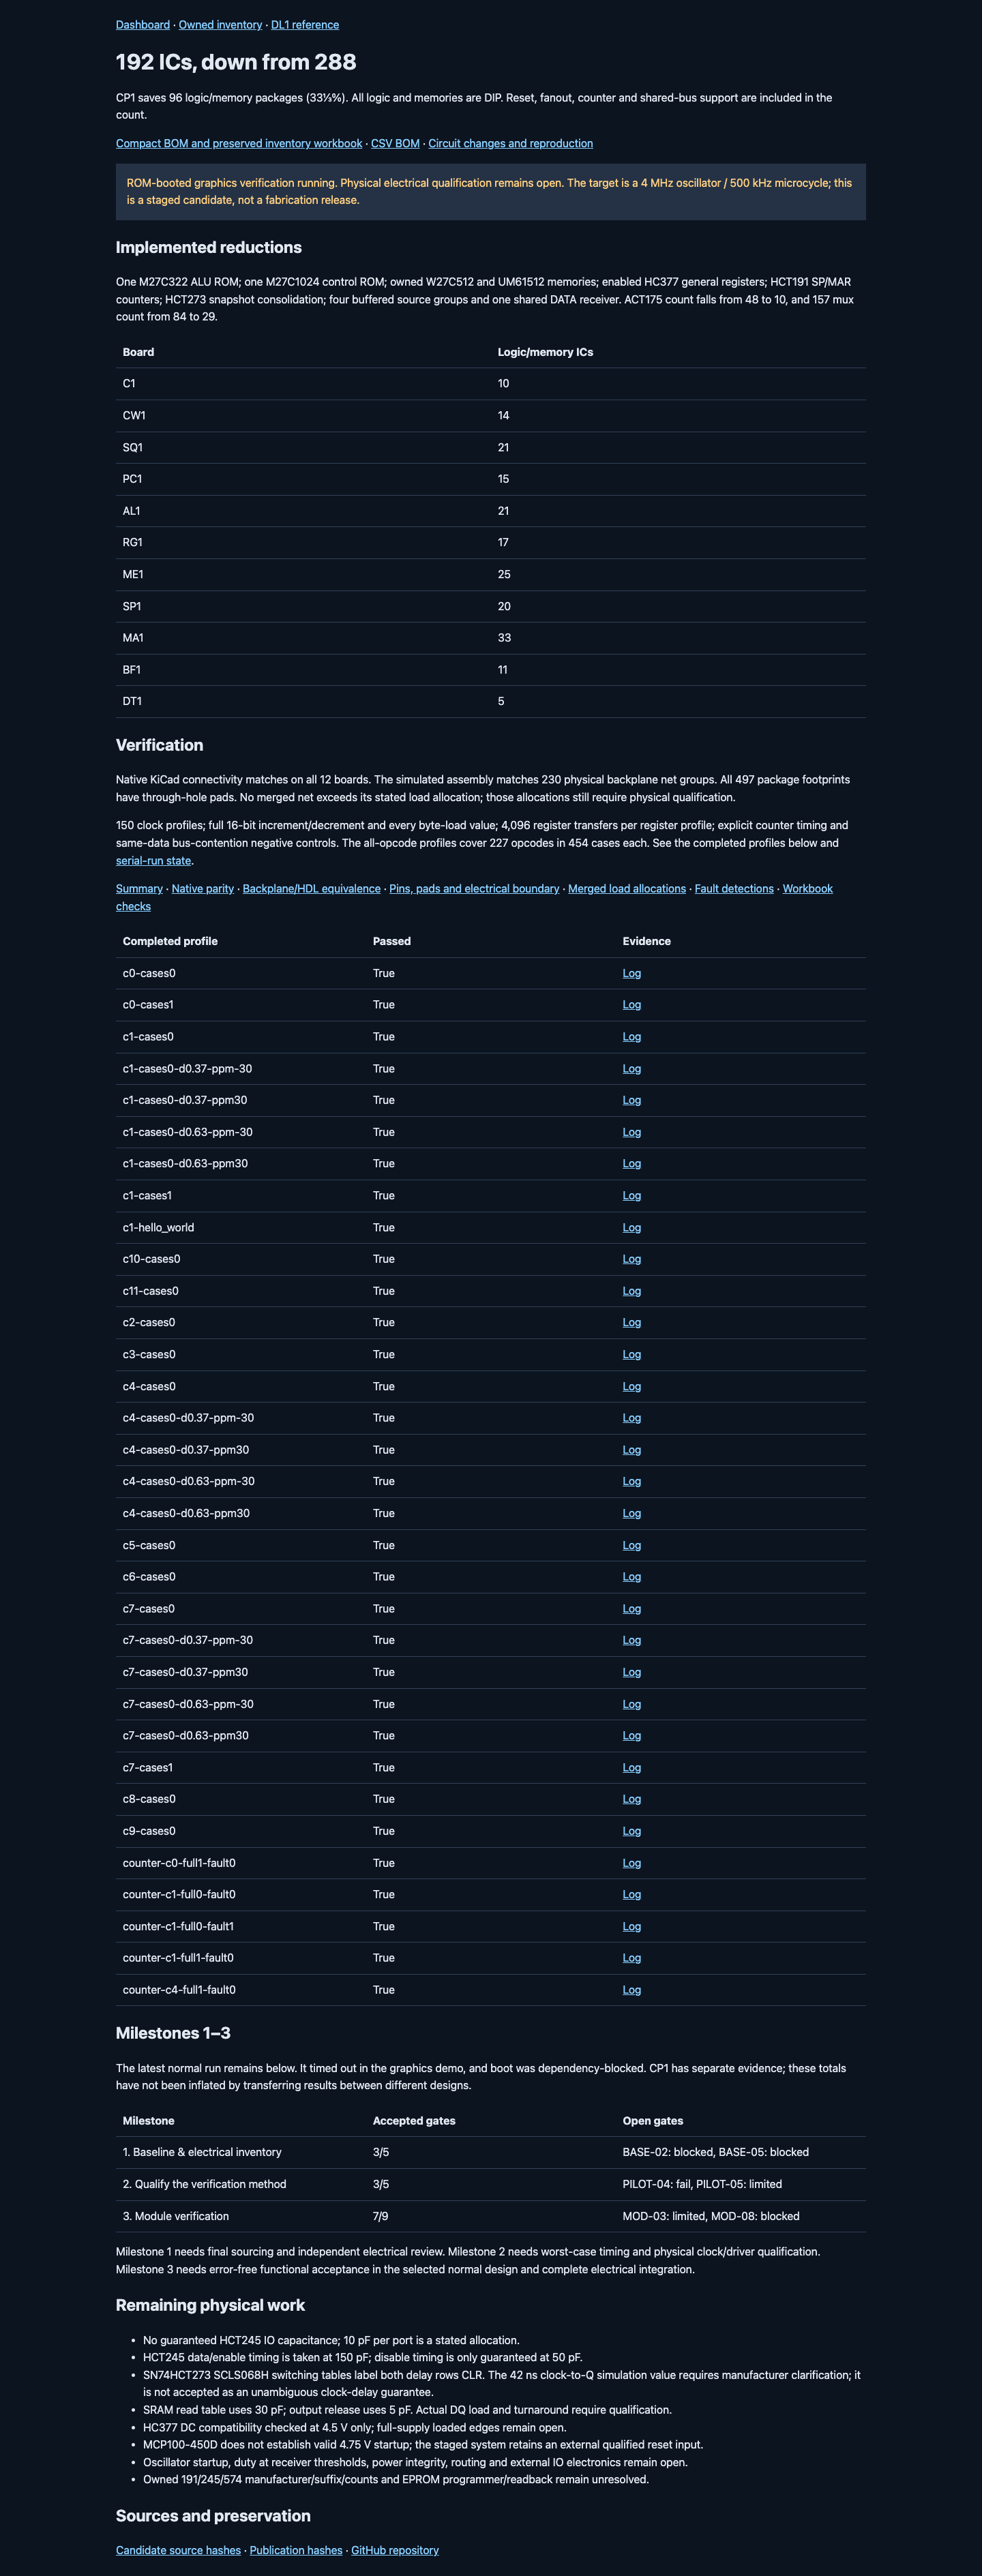 Dashboard · Owned inventory · DL1 reference
192 ICs, down from 288
CP1 saves 96 logic/memory packages (33⅓%). All logic and memories are DIP. Reset, fanout, counter and shared-bus support are included in the
count.
Compact BOM and preserved inventory workbook · CSV BOM · Circuit changes and reproduction
ROM-booted graphics verification running. Physical electrical qualification remains open. The target is a 4 MHz oscillator / 500 kHz microcycle; this
is a staged candidate, not a fabrication release.
Implemented reductions
One M27C322 ALU ROM; one M27C1024 control ROM; owned W27C512 and UM61512 memories; enabled HC377 general registers; HCT191 SP/MAR
counters; HCT273 snapshot consolidation; four buffered source groups and one shared DATA receiver. ACT175 count falls from 48 to 10, and 157 mux
count from 84 to 29.
Board Logic/memory ICs
C1 10
CW1 14
SQ1 21
PC1 15
AL1 21
RG1 17
ME1 25
SP1 20
MA1 33
BF1 11
DT1 5
Verification
Native KiCad connectivity matches on all 12 boards. The simulated assembly matches 230 physical backplane net groups. All 497 package footprints
have through-hole pads. No merged net exceeds its stated load allocation; those allocations still require physical qualification.
150 clock profiles; full 16-bit increment/decrement and every byte-load value; 4,096 register transfers per register profile; explicit counter timing and
same-data bus-contention negative controls. The all-opcode profiles cover 227 opcodes in 454 cases each. See the completed profiles below and
serial-run state.
Summary · Native parity · Backplane/HDL equivalence · Pins, pads and electrical boundary · Merged load allocations · Fault detections · Workbook
checks
Completed profile Passed Evidence
c0-cases0 True Log
c0-cases1 True Log
c1-cases0 True Log
c1-cases0-d0.37-ppm-30 True Log
c1-cases0-d0.37-ppm30 True Log
c1-cases0-d0.63-ppm-30 True Log
c1-cases0-d0.63-ppm30 True Log
c1-cases1 True Log
c1-hello_world True Log
c10-cases0 True Log
c11-cases0 True Log
c2-cases0 True Log
c3-cases0 True Log
c4-cases0 True Log
c4-cases0-d0.37-ppm-30 True Log
c4-cases0-d0.37-ppm30 True Log
c4-cases0-d0.63-ppm-30 True Log
c4-cases0-d0.63-ppm30 True Log
c5-cases0 True Log
c6-cases0 True Log
c7-cases0 True Log
c7-cases0-d0.37-ppm-30 True Log
c7-cases0-d0.37-ppm30 True Log
c7-cases0-d0.63-ppm-30 True Log
c7-cases0-d0.63-ppm30 True Log
c7-cases1 True Log
c8-cases0 True Log
c9-cases0 True Log
counter-c0-full1-fault0 True Log
counter-c1-full0-fault0 True Log
counter-c1-full0-fault1 True Log
counter-c1-full1-fault0 True Log
counter-c4-full1-fault0 True Log
Milestones 1–3
The latest normal run remains below. It timed out in the graphics demo, and boot was dependency-blocked. CP1 has separate evidence; these totals
have not been inflated by transferring results between different designs.
Milestone Accepted gates Open gates
1. Baseline & electrical inventory 3/5 BASE-02: blocked, BASE-05: blocked
2. Qualify the verification method 3/5 PILOT-04: fail, PILOT-05: limited
3. Module verification 7/9 MOD-03: limited, MOD-08: blocked
Milestone 1 needs final sourcing and independent electrical review. Milestone 2 needs worst-case timing and physical clock/driver qualification.
Milestone 3 needs error-free functional acceptance in the selected normal design and complete electrical integration.
Remaining physical work
• No guaranteed HCT245 IO capacitance; 10 pF per port is a stated allocation.
• HCT245 data/enable timing is taken at 150 pF; disable timing is only guaranteed at 50 pF.
• SN74HCT273 SCLS068H switching tables label both delay rows CLR. The 42 ns clock-to-Q simulation value requires manufacturer clarification; it
is not accepted as an unambiguous clock-delay guarantee.
• SRAM read table uses 30 pF; output release uses 5 pF. Actual DQ load and turnaround require qualification.
• HC377 DC compatibility checked at 4.5 V only; full-supply loaded edges remain open.
• MCP100-450D does not establish valid 4.75 V startup; the staged system retains an external qualified reset input.
• Oscillator startup, duty at receiver thresholds, power integrity, routing and external IO electronics remain open.
• Owned 191/245/574 manufacturer/suffix/counts and EPROM programmer/readback remain unresolved.
Sources and preservation
Candidate source hashes · Publication hashes · GitHub repository